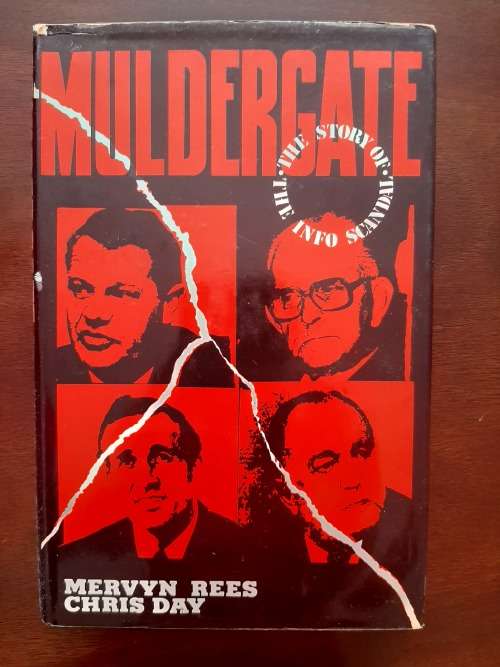 MULDERGATE
·THE STORY OF·
THE INFO SCANDAL
MERVYN REES
CHRIS DAY